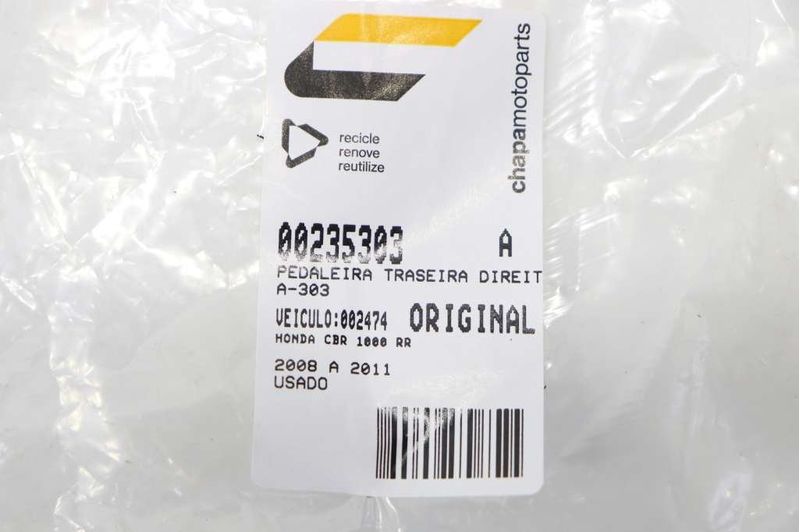 chapamotoparts
recicle
renove
reutilize
00235303 A
PEDALEIRA TRASEIRA DIREIT
A-303
VEICULO:002474 ORIGINAL
HONDA CBR 1000 RR
2008 A 2011
USADO